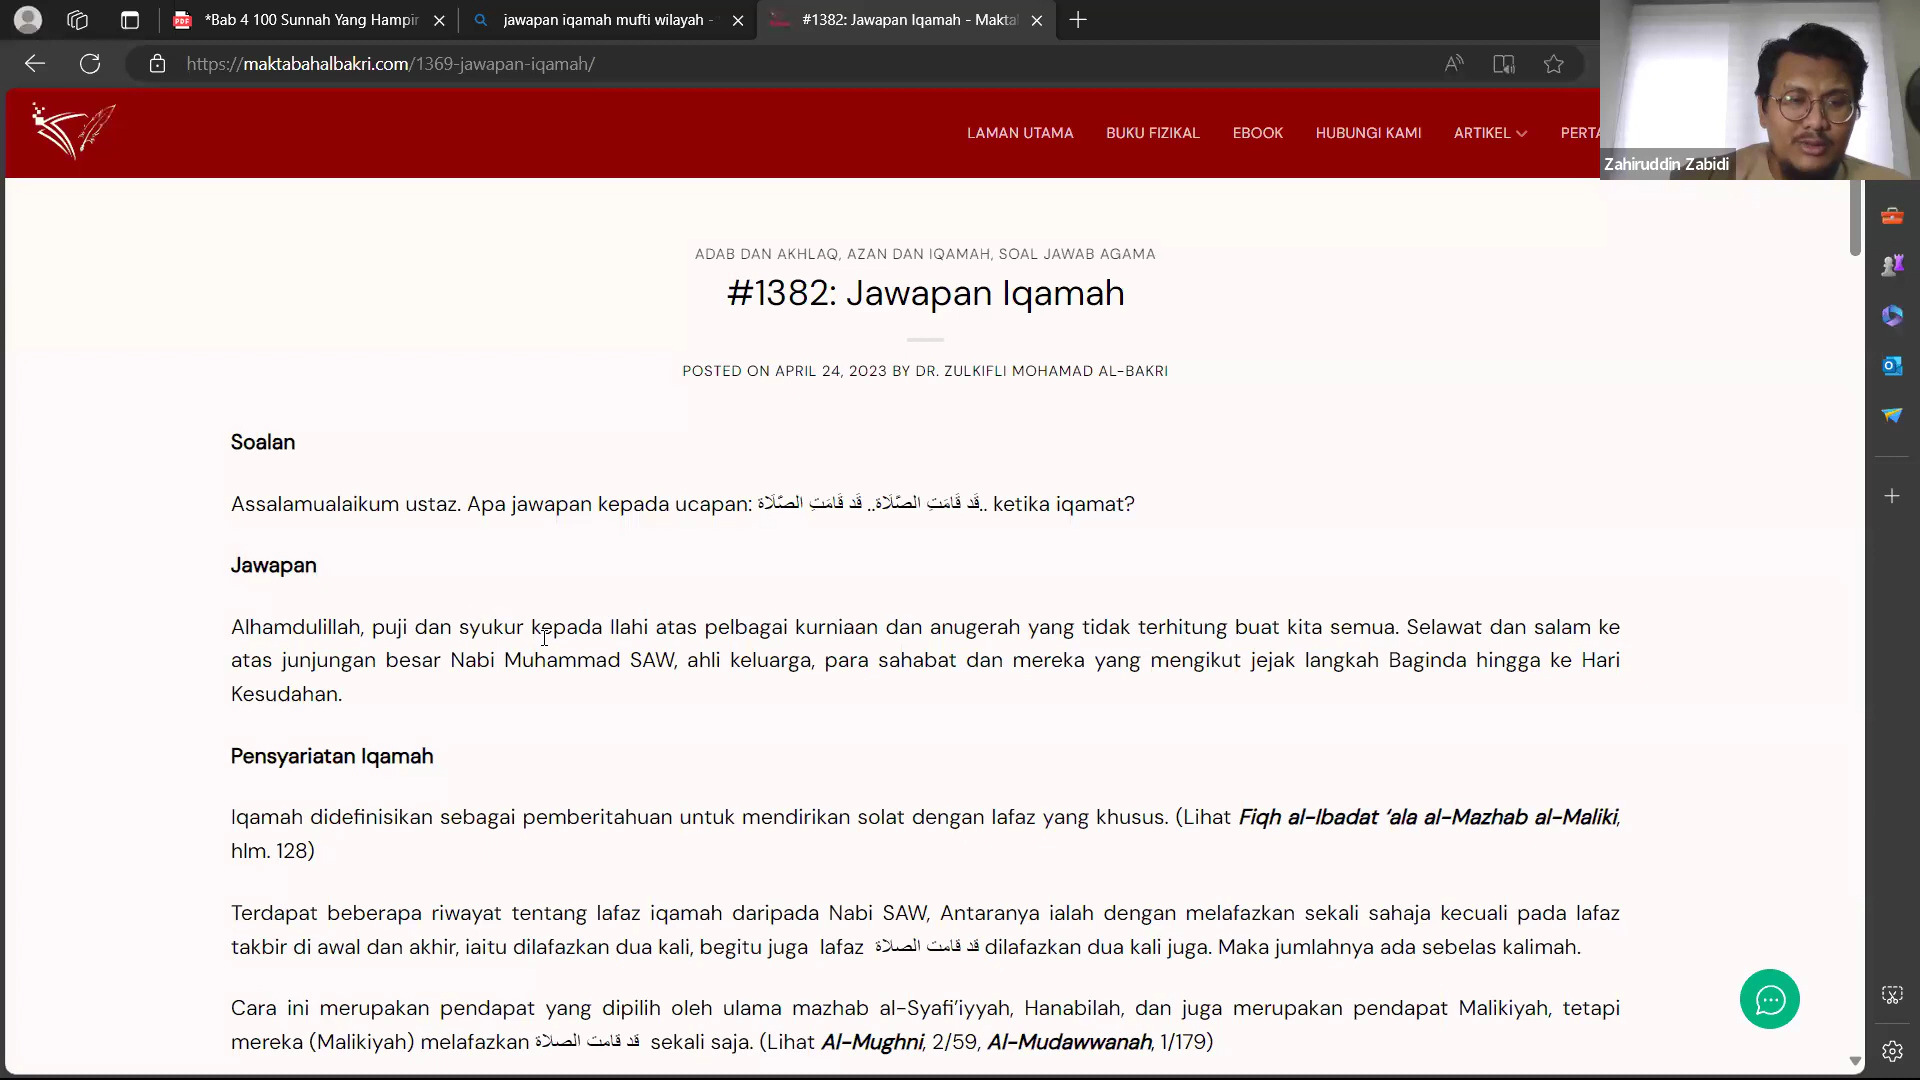 *Bab 4 100 Sunnah Yang Hampir
jawapan iqamah mufti wilayah -
#1382: Jawapan Iqamah - Makta
https://maktabahalbakri.com/1369-jawapan-iqamah/
LAMAN UTAMA BUKU FIZIKAL EBOOK HUBUNGI KAMI ARTIKEL PERTA
Zahiruddin Zabidi
ADAB DAN AKHLAQ, AZAN DAN IQAMAH, SOAL JAWAB AGAMA
#1382: Jawapan Iqamah
POSTED ON APRIL 24, 2023 BY DR. ZULKIFLI MOHAMAD AL-BAKRI
Soalan
Assalamualaikum ustaz. Apa jawapan kepada ucapan: قَد قَامَتِ الصَّلَاة.. قَد قَامَتِ الصَّلَاة.. ketika iqamat?
Jawapan
Alhamdulillah, puji dan syukur kepada Ilahi atas pelbagai kurniaan dan anugerah yang tidak terhitung buat kita semua. Selawat dan salam ke
atas junjungan besar Nabi Muhammad SAW, ahli keluarga, para sahabat dan mereka yang mengikut jejak langkah Baginda hingga ke Hari
Kesudahan.
Pensyariatan Iqamah
Iqamah didefinisikan sebagai pemberitahuan untuk mendirikan solat dengan lafaz yang khusus. (Lihat Fiqh al-Ibadat ‘ala al-Mazhab al-Maliki,
hlm. 128)
Terdapat beberapa riwayat tentang lafaz iqamah daripada Nabi SAW, Antaranya ialah dengan melafazkan sekali sahaja kecuali pada lafaz
takbir di awal dan akhir, iaitu dilafazkan dua kali, begitu juga lafaz قد قامت الصلاة dilafazkan dua kali juga. Maka jumlahnya ada sebelas kalimah.
Cara ini merupakan pendapat yang dipilih oleh ulama mazhab al-Syafi’iyyah, Hanabilah, dan juga merupakan pendapat Malikiyah, tetapi
mereka (Malikiyah) melafazkan قد قامت الصلاة sekali saja. (Lihat Al-Mughni, 2/59, Al-Mudawwanah, 1/179)